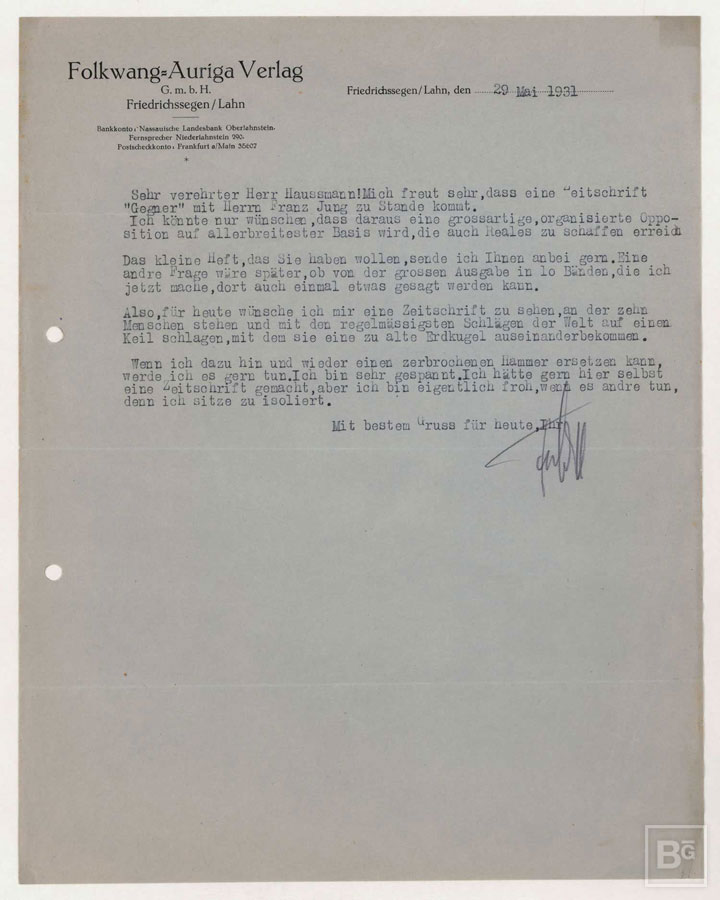 Folkwang=Auriga Verlag
G. m. b. H.
Friedrichssegen / Lahn
Bankkonto: Nassauische Landesbank Oberlahnstein.
Fernsprecher Niederlahnstein 290.
Postscheckkonto: Frankfurt a/Main 35602
*
Friedrichssegen / Lahn, den 29 Mai 1931
Sehr verehrter Herr Haussmann!Mich freut sehr,dass eine Zeitschrift
"Gegner" mit Herrn Franz Jung zu Stande kommt.
Ich könnte nur wünschen,dass daraus eine grossartige,organisierte Oppo-
sition auf allerbreitester Basis wird,die auch Reales zu schaffen erreich
Das kleine Heft,das Sie haben wollen,sende ich Ihnen anbei gern.Eine
andre Frage wäre später,ob von der grossen Ausgabe in 1o Bänden,die ich
jetzt mache,dort auch einmal etwas gesagt werden kann.
Also,für heute wünsche ich mir eine Zeitschrift zu sehen,an der zehn
Menschen stehen und mit den regelmässigsten Schlägen der Welt auf einen
Keil schlagen,mit dem sie eine zu alte Erdkugel auseinanderbekommen.
Wenn ich dazu hin und wieder einen zerbrochenen Hammer ersetzen kann,
werde ich es gern tun.Ich bin sehr gespannt.Ich hätte gern hier selbst
eine Zeitschrift gemacht,aber ich bin eigentlich froh,wenn es andre tun,
denn ich sitze zu isoliert.
Mit bestem Gruss für heute,Ihr
BG